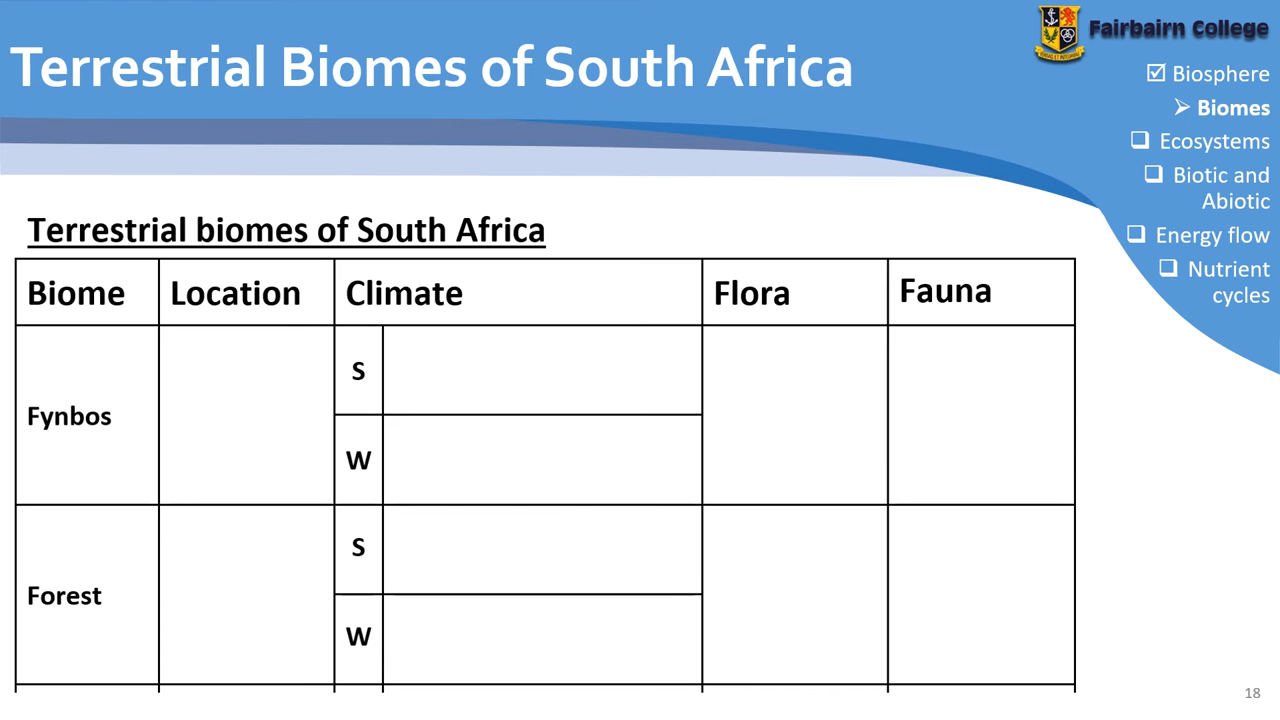 Terrestrial Biomes of South Africa
Fairbairn College
☑ Biosphere
➢ Biomes
❑ Ecosystems
❑ Biotic and
Abiotic
❑ Energy flow
❑ Nutrient
cycles
Terrestrial biomes of South Africa
Biome Location Climate Flora Fauna
Fynbos
S
W
Forest
S
W
18